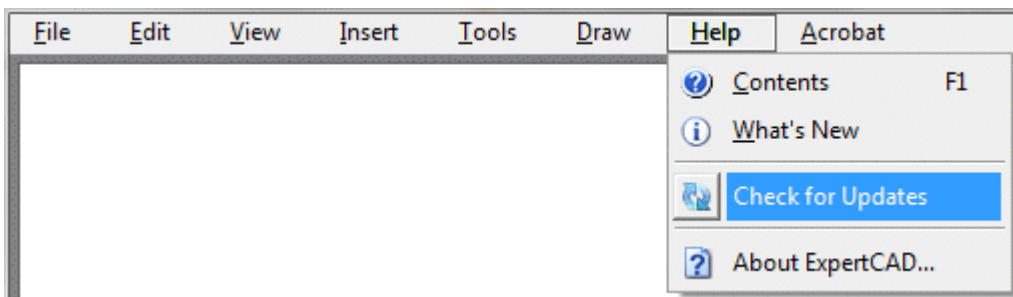 File Edit View Insert Tools Draw Help Acrobat
Contents F1
What's New
Check for Updates
About ExpertCAD...